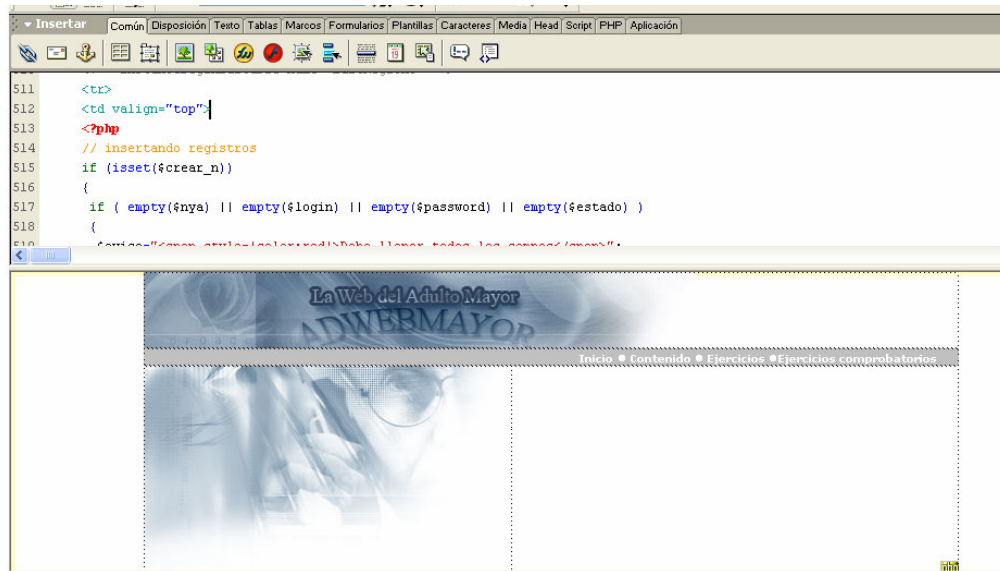 Insertar Común Disposición Texto Tablas Marcos Formularios Plantillas Caracteres Media Head Script PHP Aplicación
19
511 <tr>
512 <td valign="top">
513 <?php
514 // insertando registros
515 if (isset($crear_n))
516 {
517 if ( empty($nya) || empty($login) || empty($password) || empty($estado) )
518 {
La Web del Adulto Mayor
ADWEBMAYOR
Inicio ● Contenido ● Ejercicios ●Ejercicios comprobatorios